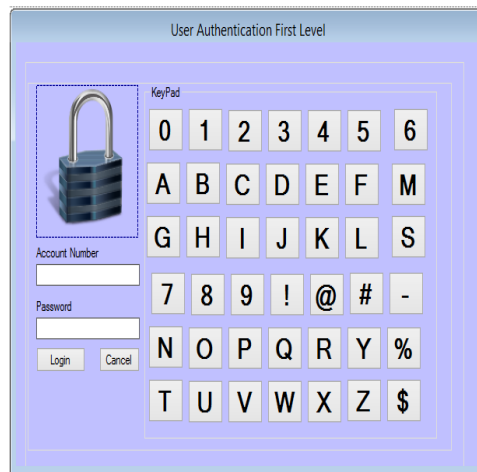 User Authentication First Level
KeyPad
0 1 2 3 4 5 6
A B C D E F M
G H I J K L S
Account Number
7 8 9 ! @ # -
Password
N O P Q R Y %
Login Cancel
T U V W X Z $